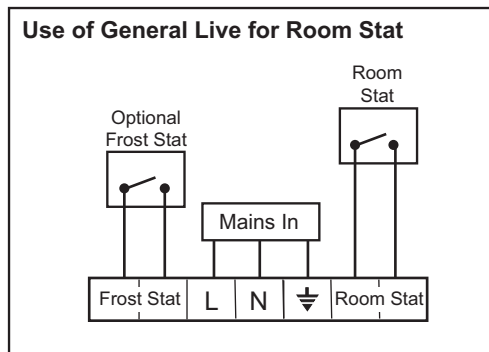 Use of General Live for Room Stat
Room
Stat
Optional
Frost Stat
Mains In
Frost Stat L N Room Stat